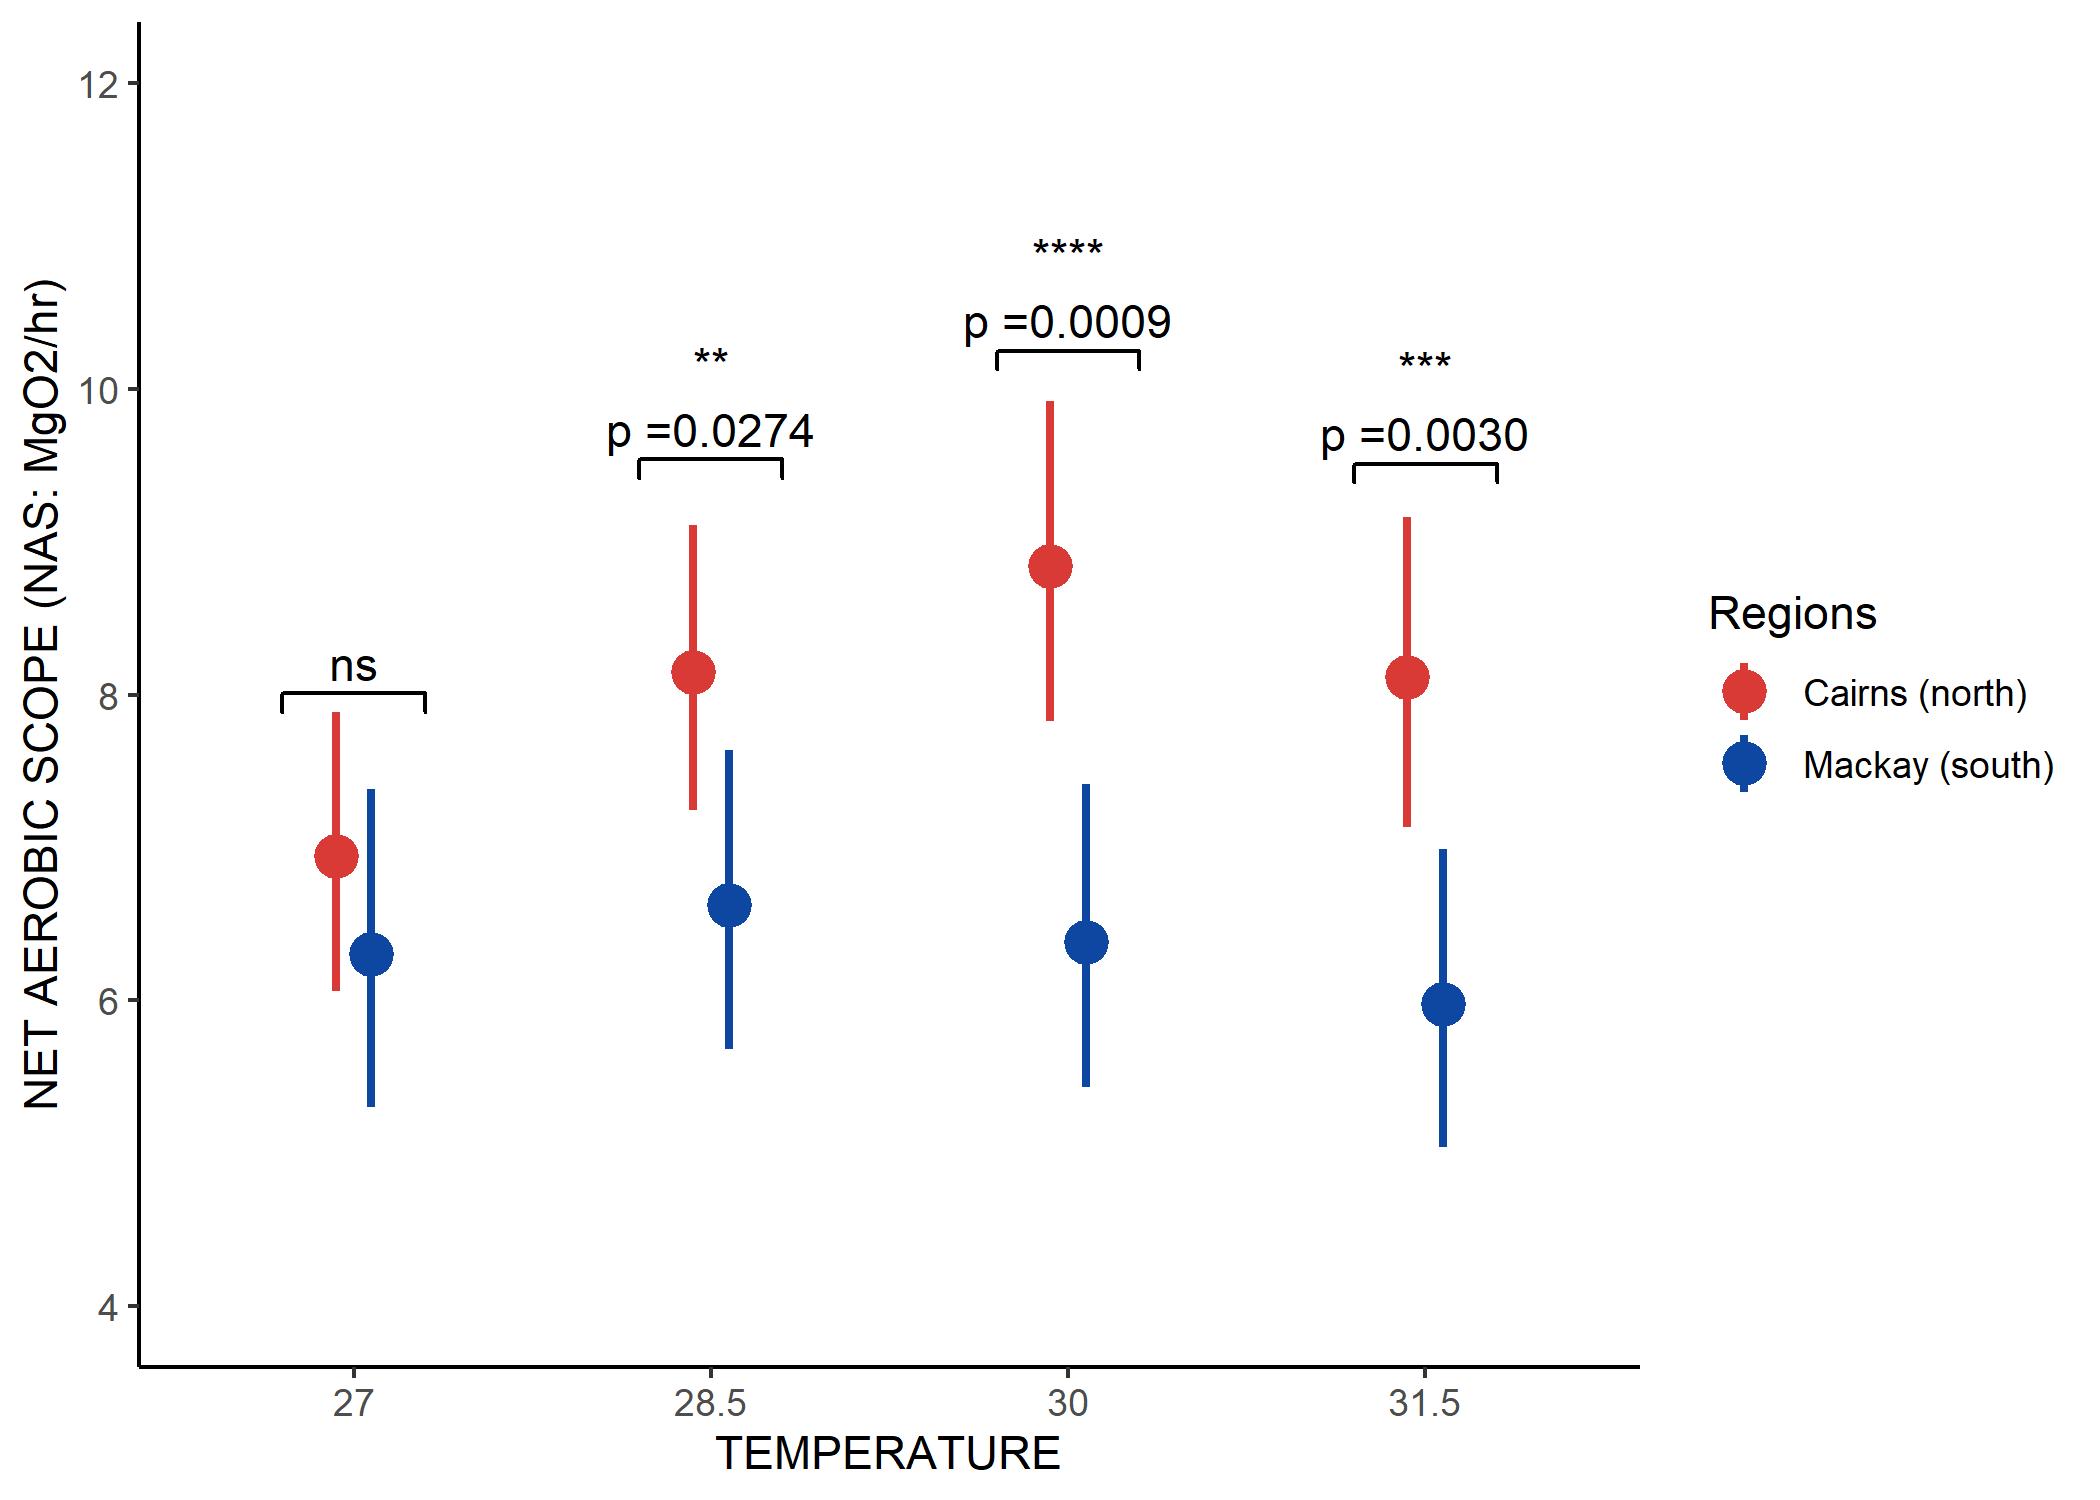 NET AEROBIC SCOPE (NAS: MgO2/hr)
12
10
8
6
4
ns
**
p =0.0274
****
p =0.0009
***
p =0.0030
27
28.5
30
31.5
TEMPERATURE
Regions
Cairns (north)
Mackay (south)